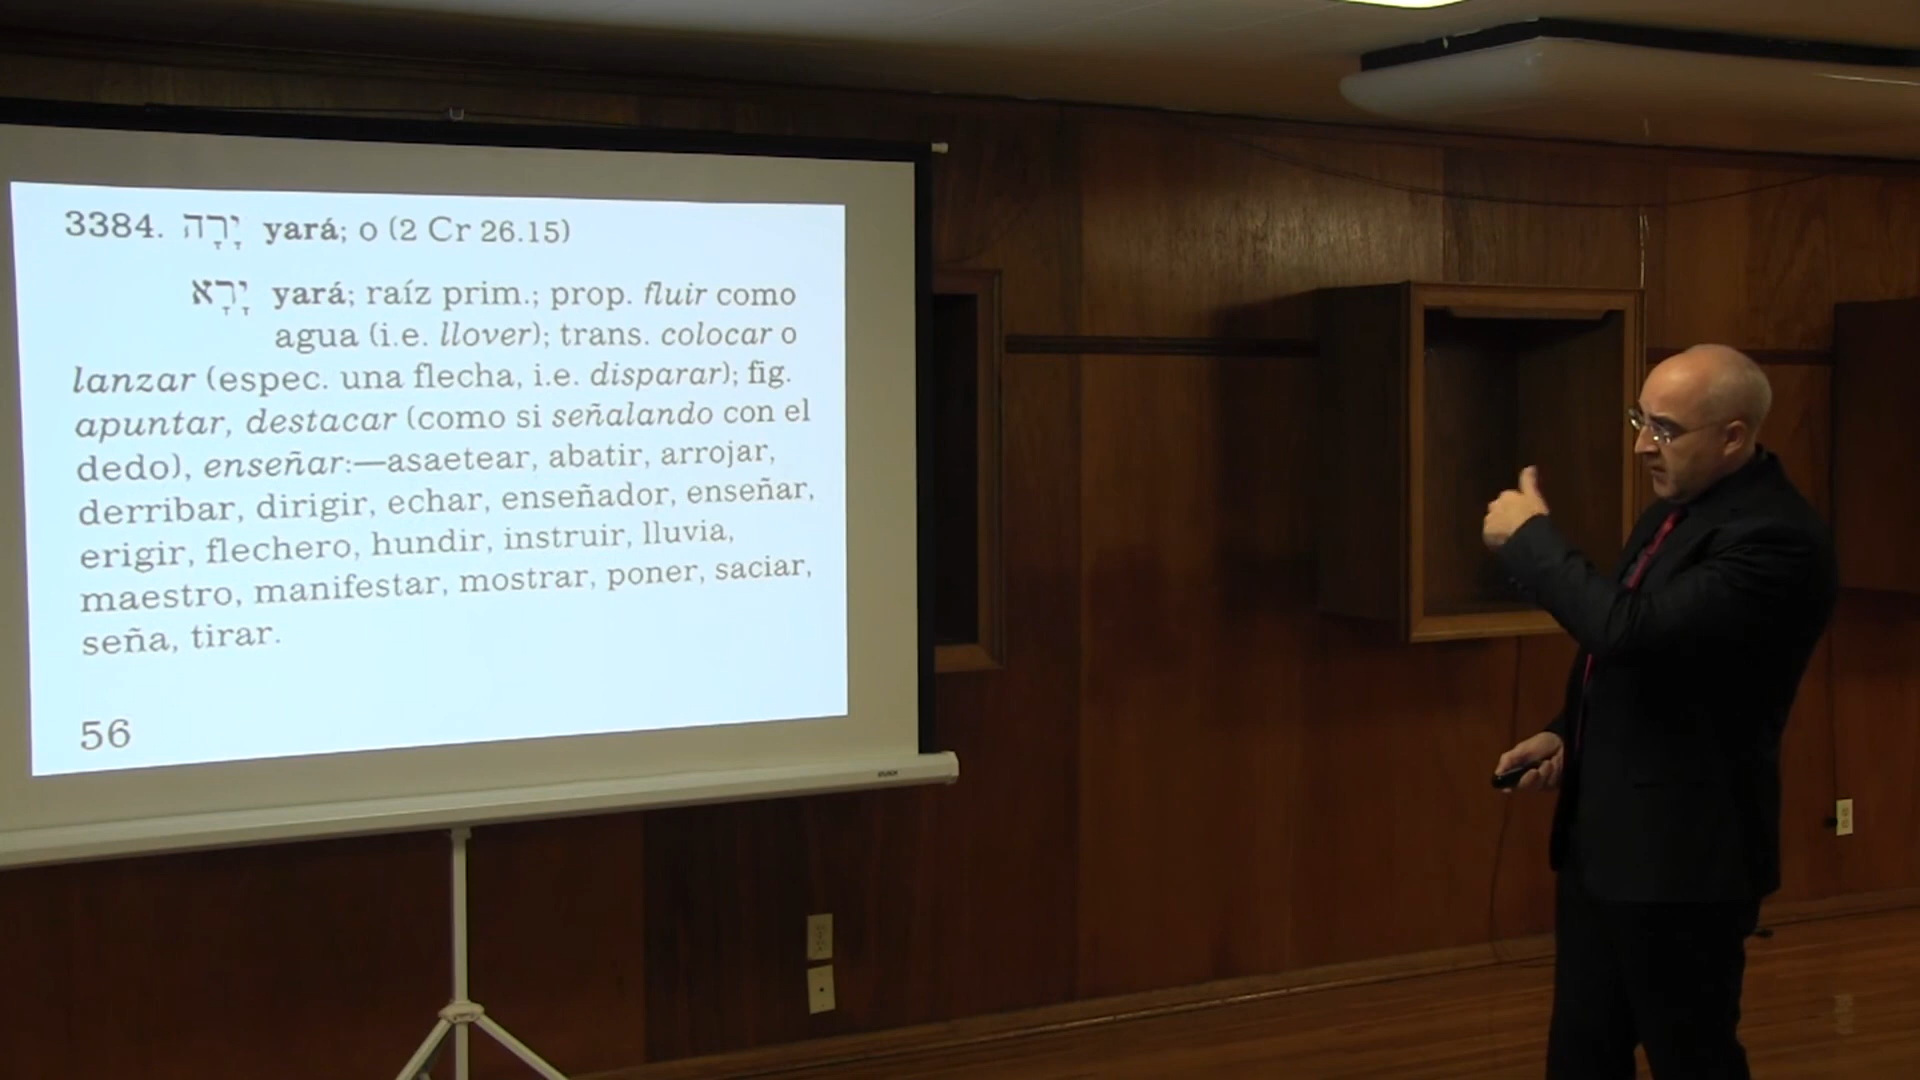 3384. יָרָה yará; o (2 Cr 26.15)
יָרָא yará; raíz prim.; prop. fluir como
agua (i.e. llover); trans. colocar o
lanzar (espec. una flecha, i.e. disparar); fig.
apuntar, destacar (como si señalando con el
dedo), enseñar:—asaetear, abatir, arrojar,
derribar, dirigir, echar, enseñador, enseñar,
erigir, flechero, hundir, instruir, lluvia,
maestro, manifestar, mostrar, poner, saciar,
seña, tirar.
56